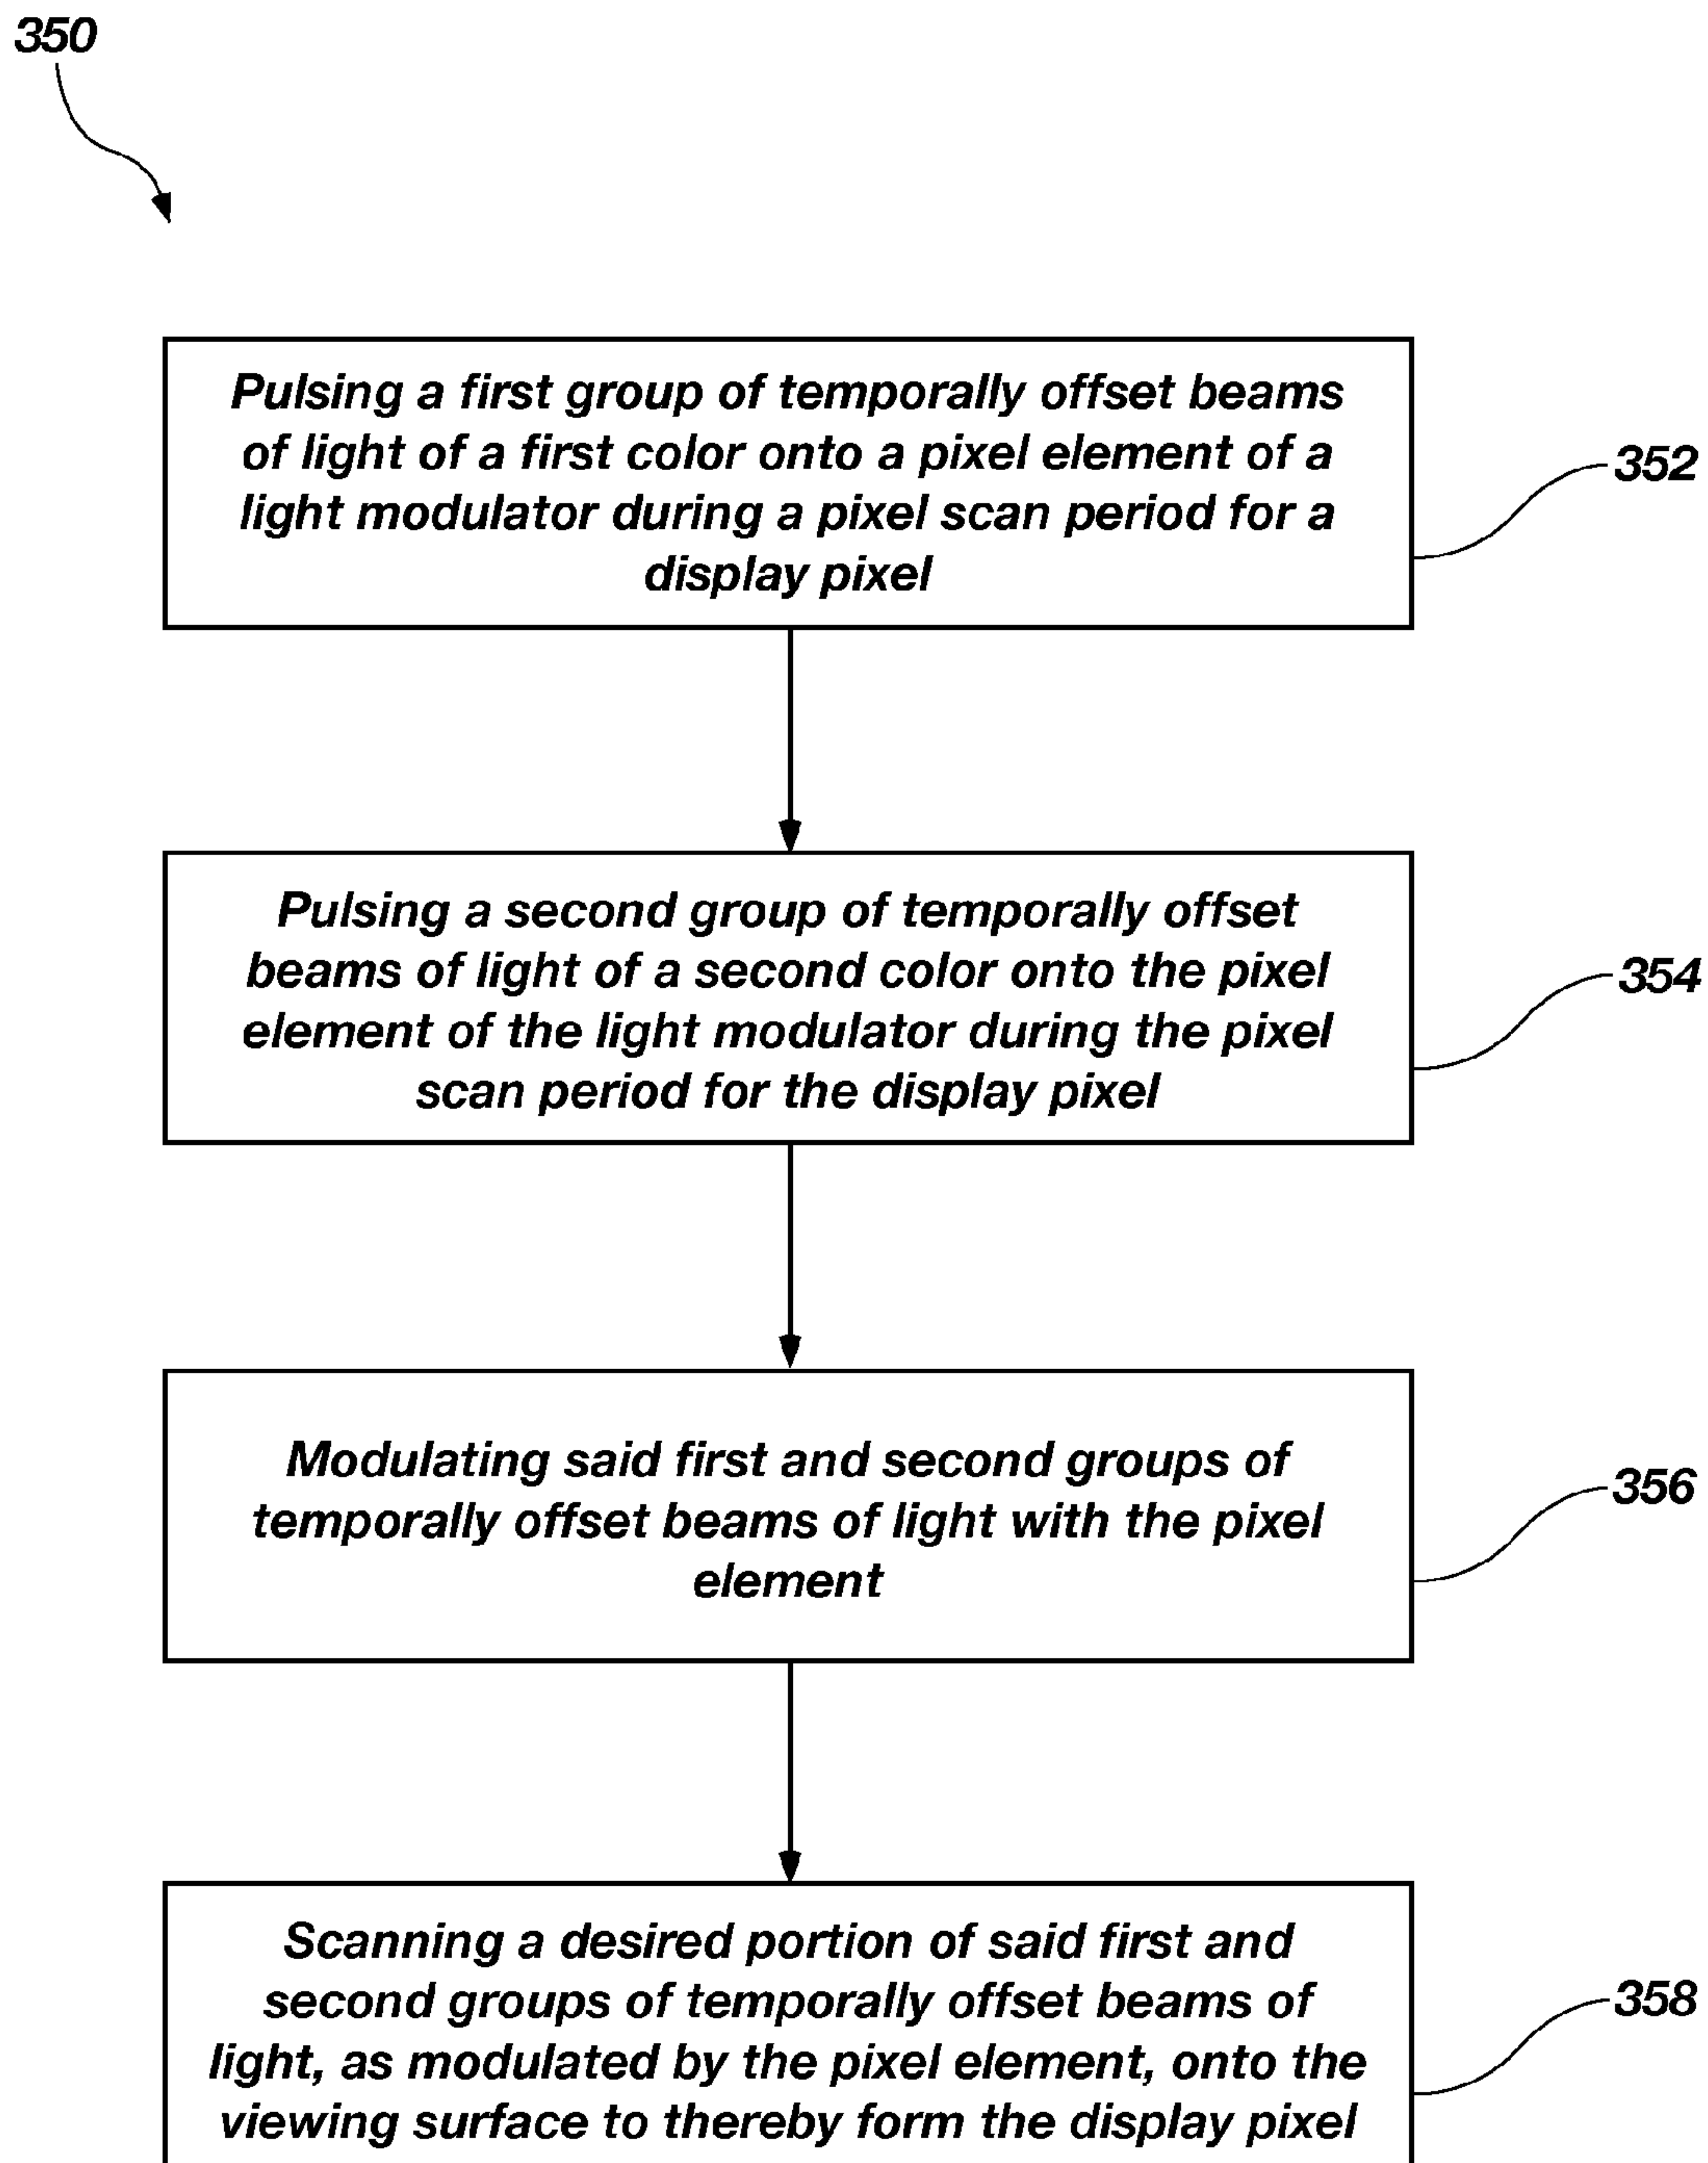 350
Pulsing a first group of temporally offset beams
of light of a first color onto a pixel element of a
light modulator during a pixel scan period for a
display pixel
352
Pulsing a second group of temporally offset
beams of light of a second color onto the pixel
element of the light modulator during the pixel
scan period for the display pixel
354
Modulating said first and second groups of
temporally offset beams of light with the pixel
element
356
Scanning a desired portion of said first and
second groups of temporally offset beams of
light, as modulated by the pixel element, onto the
viewing surface to thereby form the display pixel
358